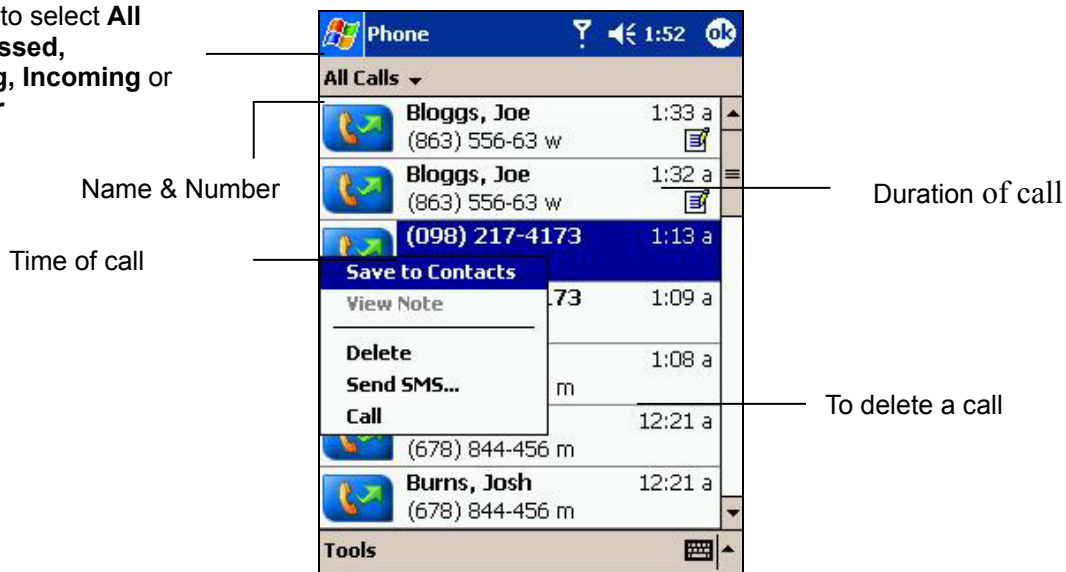 to select All
Phone 1:52 ok
All Calls
Incoming or
Bloggs, Joe 1:33 a
(863) 556-63 w
Name & Number
Bloggs, Joe 1:32 a
(863) 556-63 w
Duration of call
(098) 217-4173 1:13 a
Time of call
Save to Contacts
View Note
.73 1:09 a
Delete
1:08 a
Send SMS...
m
To delete a call
Call
12:21 a
(678) 844-456 m
Burns, Josh 12:21 a
(678) 844-456 m
Tools